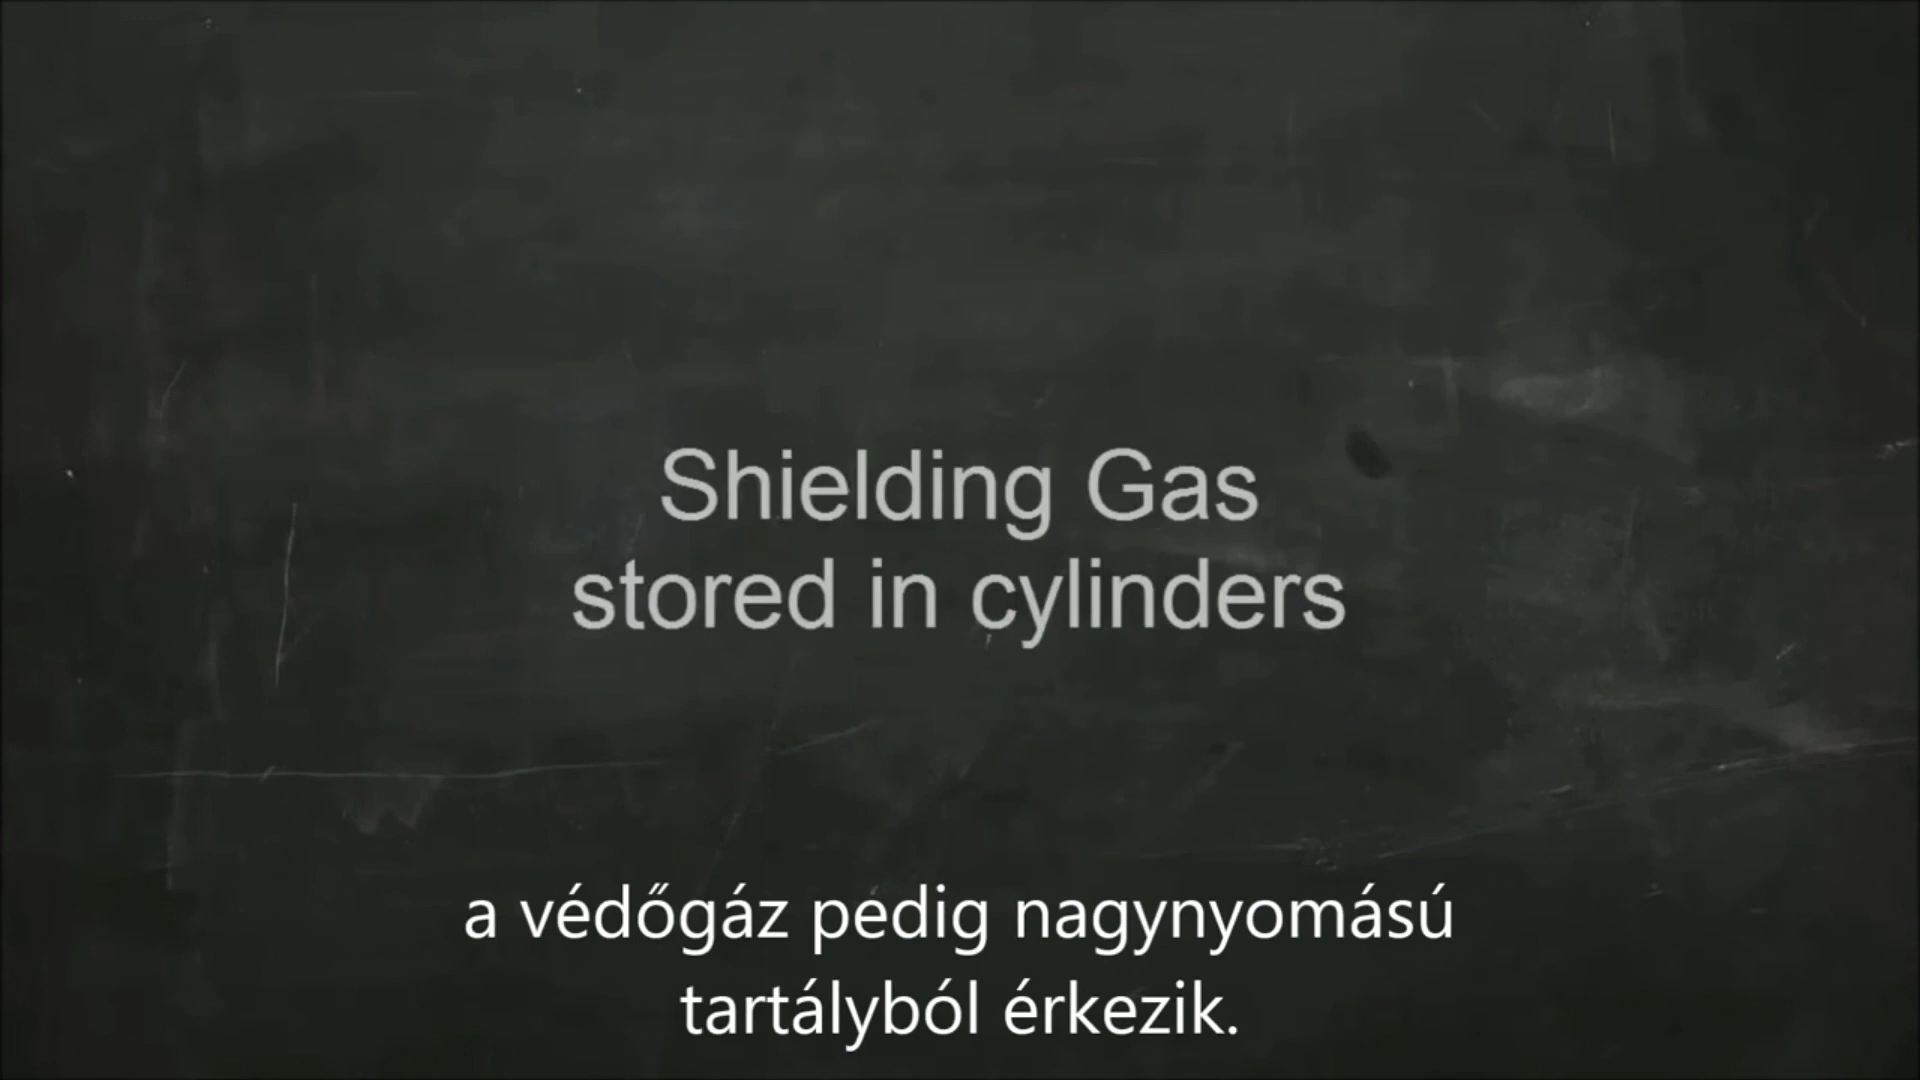 Shielding Gas
stored in cylinders
a védőgáz pedig nagynyomású
tartályból érkezik.